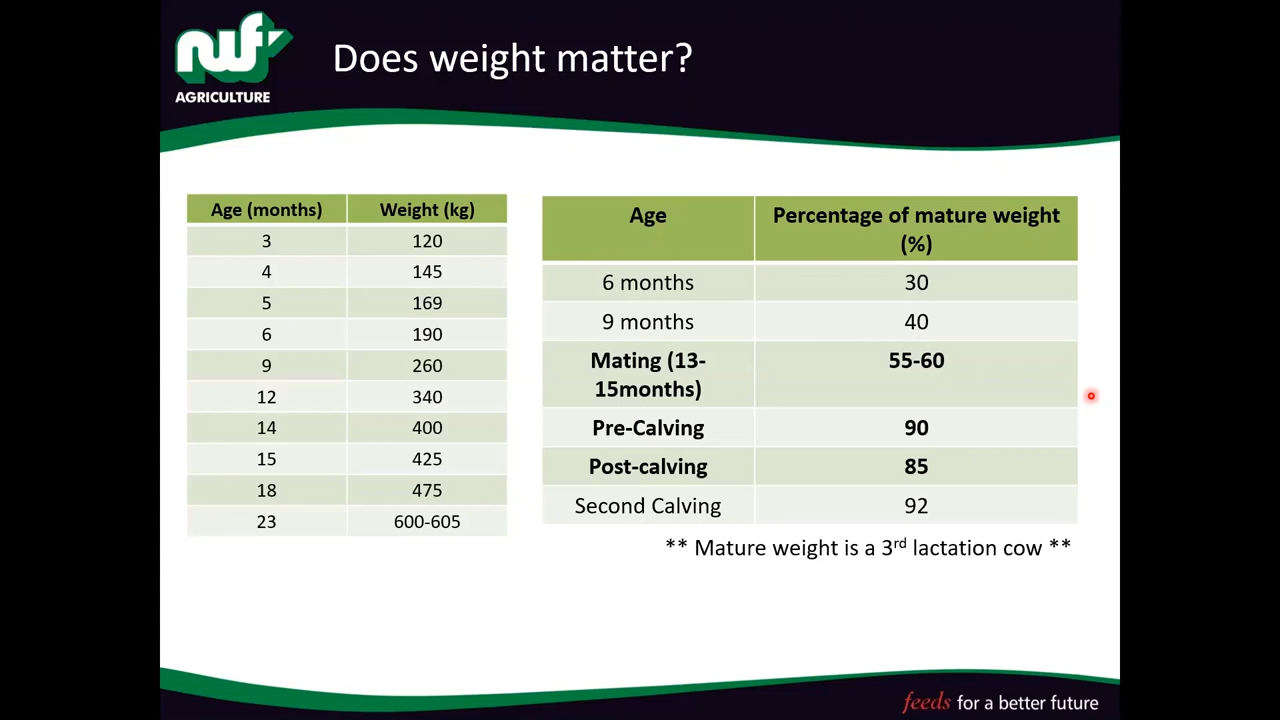 nwf
AGRICULTURE
Does weight matter?
Age (months) Weight (kg)
3 120
4 145
5 169
6 190
9 260
12 340
14 400
15 425
18 475
23 600-605
Age Percentage of mature weight
(%)
6 months 30
9 months 40
Mating (13- 55-60
15months)
Pre-Calving 90
Post-calving 85
Second Calving 92
** Mature weight is a 3rd lactation cow **
feeds for a better future